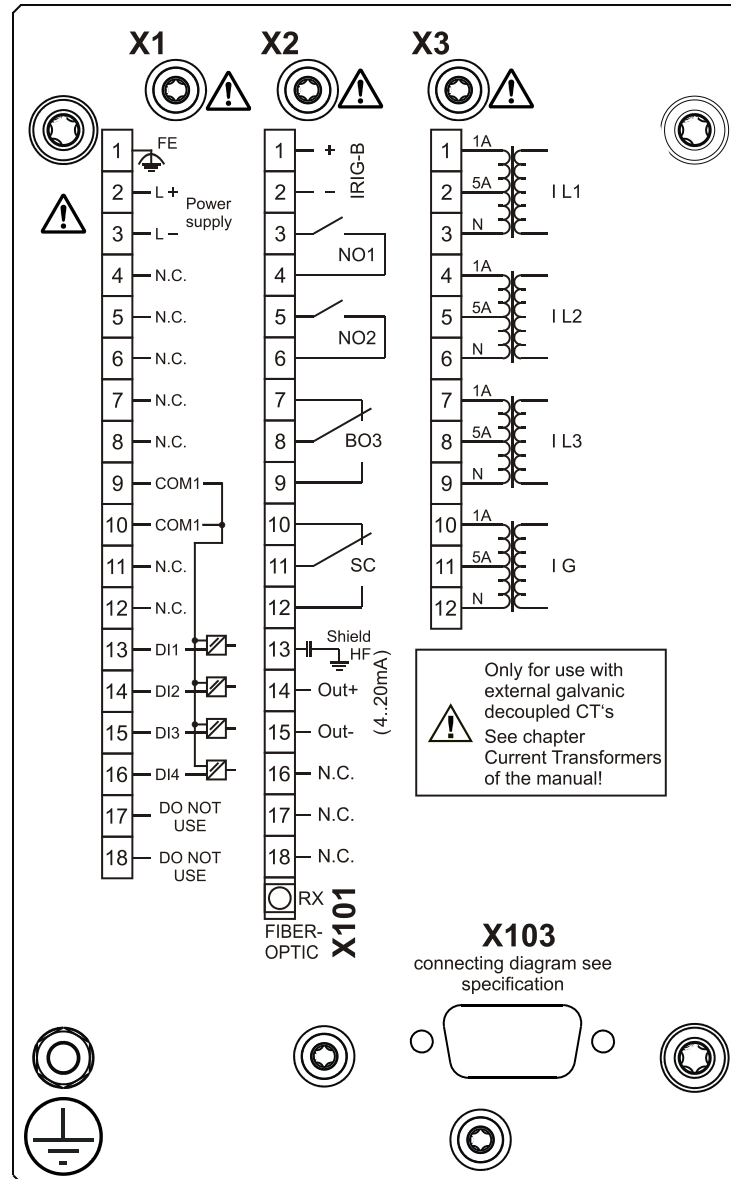 X1
X2
X3
1 FE
2 L+
Power
supply
3 L-
4 N.C.
5 N.C.
6 N.C.
7 N.C.
8 N.C.
9 COM1
10 COM1
11 N.C.
12 N.C.
13 DI1
14 DI2
15 DI3
16 DI4
17 DO NOT
USE
18 DO NOT
USE
1 +
IRIG-B
2 -
3
NO1
4
5
NO2
6
7
8 BO3
9
10
11 SC
12
13 Shield
HF
14 Out+
(4..20mA)
15 Out-
16 N.C.
17 N.C.
18 N.C.
RX
FIBER-
OPTIC
X101
1 1A
2 5A I L1
3 N
4 1A
5 5A I L2
6 N
7 1A
8 5A I L3
9 N
10 1A
11 5A I G
12 N
Only for use with
external galvanic
decoupled CT‘s
See chapter
Current Transformers
of the manual!
X103
connecting diagram see
specification